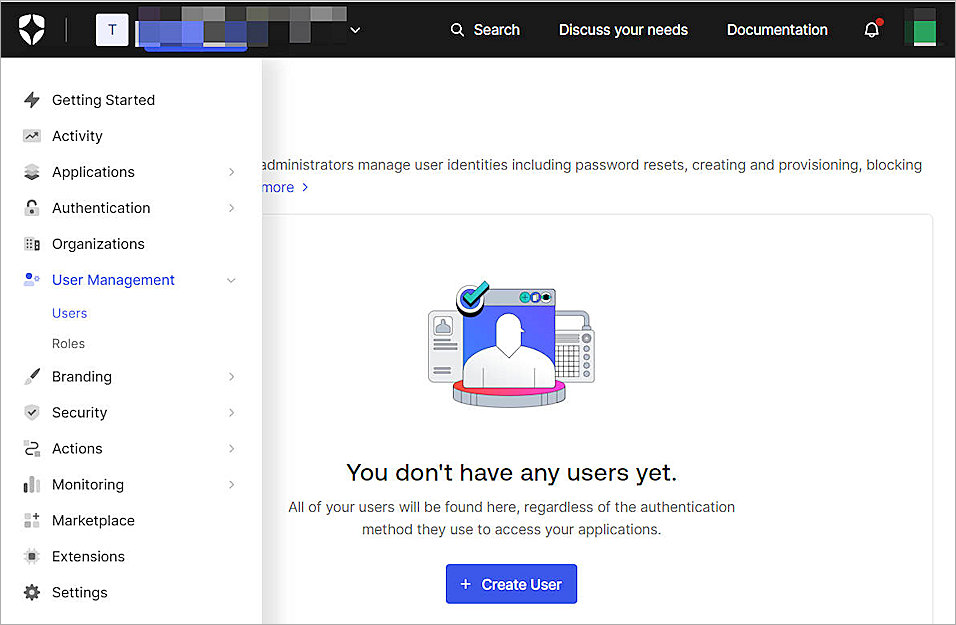 T
Search
Discuss your needs
Documentation
Getting Started
Activity
Applications
Authentication
Organizations
User Management
Users
Roles
Branding
Security
Actions
Monitoring
Marketplace
Extensions
Settings
administrators manage user identities including password resets, creating and provisioning, blocking
more
You don't have any users yet.
All of your users will be found here, regardless of the authentication
method they use to access your applications.
+ Create User